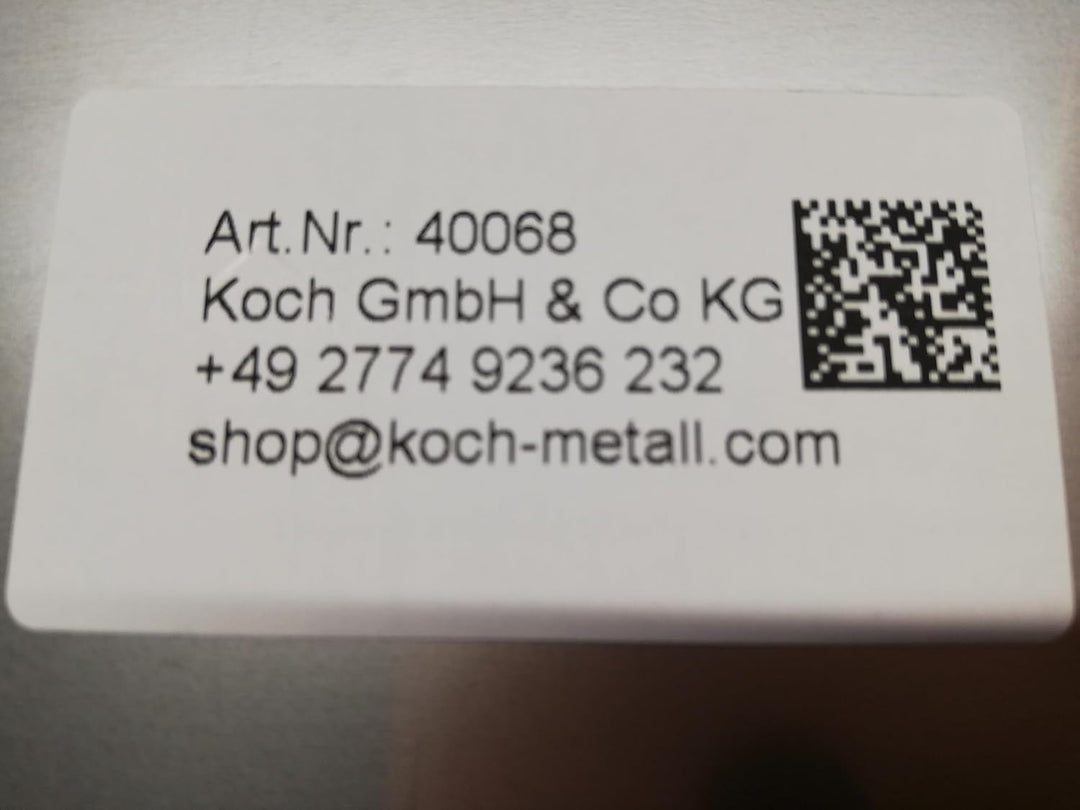 Art.Nr.: 40068
Koch GmbH & Co KG
+49 2774 9236 232
shop@koch-metall.com